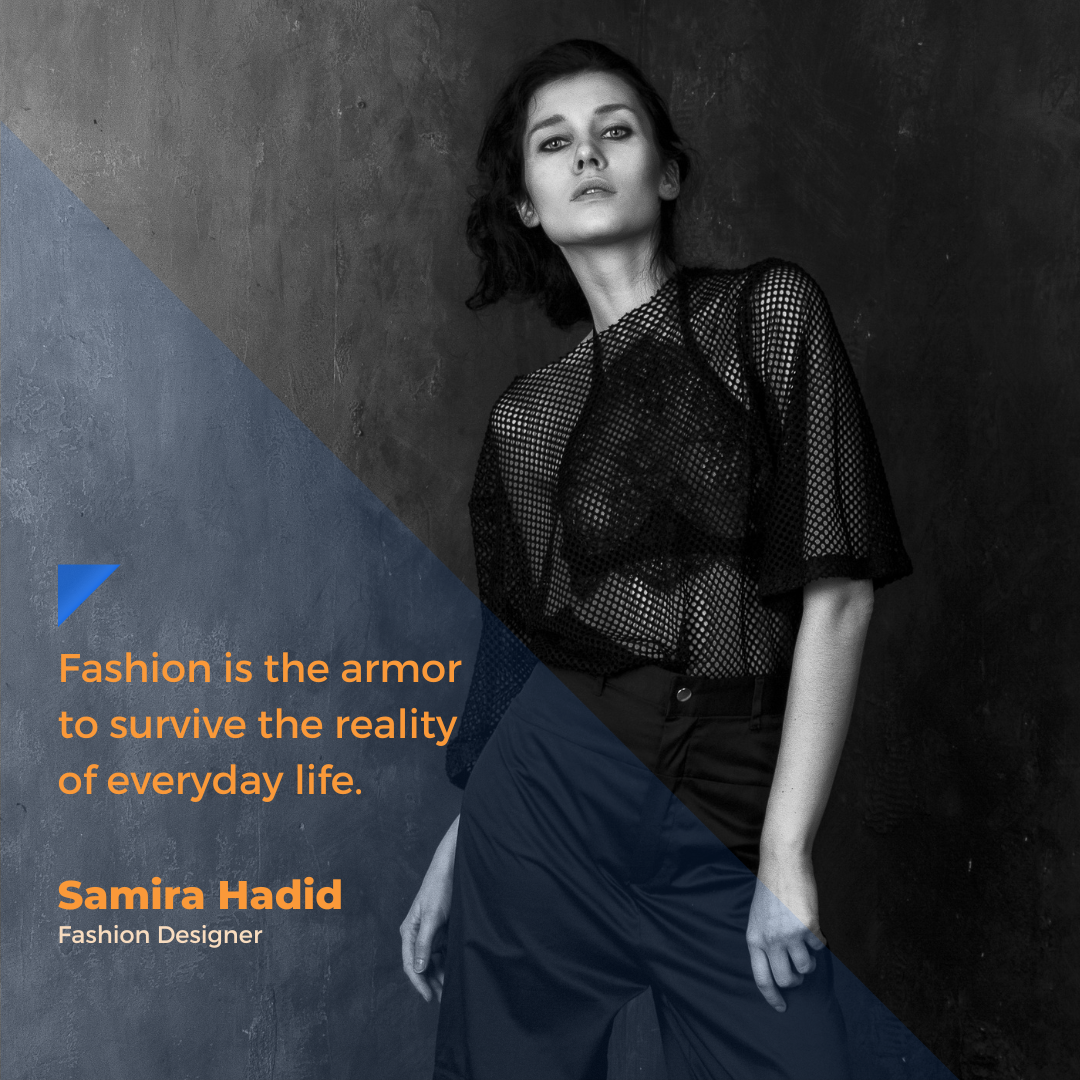 Fashion is the armor
to survive the reality
of everyday life.
Samira Hadid
Fashion Designer